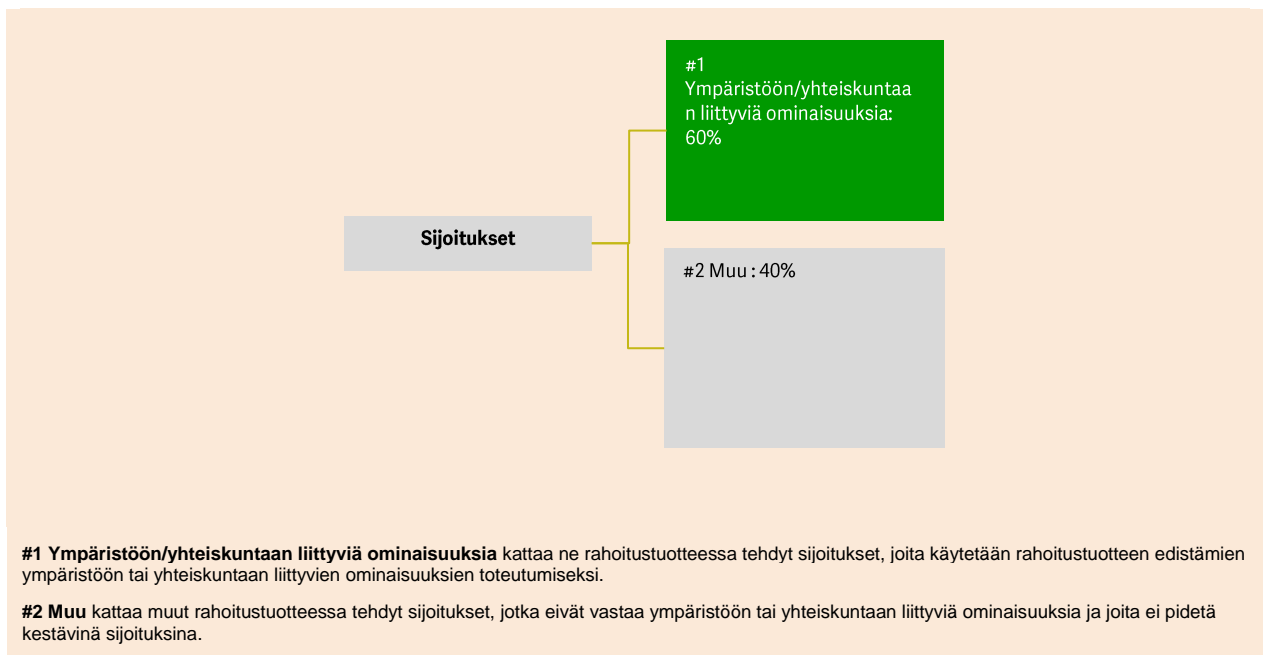 #1
Ympäristöön/yhteiskuntaa
n liittyviä ominaisuuksia:
60%
Sijoitukset
#2 Muu : 40%
#1 Ympäristöön/yhteiskuntaan liittyviä ominaisuuksia kattaa ne rahoitustuotteessa tehdyt sijoitukset, joita käytetään rahoitustuotteen edistämien
ympäristöön tai yhteiskuntaan liittyvien ominaisuuksien toteutumiseksi.
#2 Muu kattaa muut rahoitustuotteessa tehdyt sijoitukset, jotka eivät vastaa ympäristöön tai yhteiskuntaan liittyviä ominaisuuksia ja joita ei pidetä
kestävinä sijoituksina.